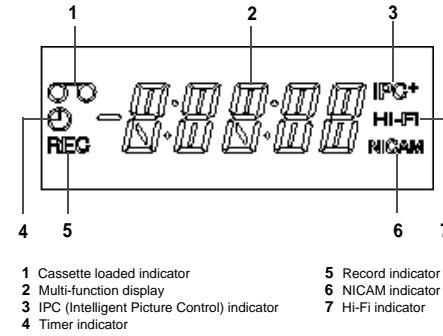 1 2 3
IPC+
HI-FI
REC NICAM
4 5 6 7
1 Cassette loaded indicator
2 Multi-function display
3 IPC (Intelligent Picture Control) indicator
4 Timer indicator
5 Record indicator
6 NICAM indicator
7 Hi-Fi indicator